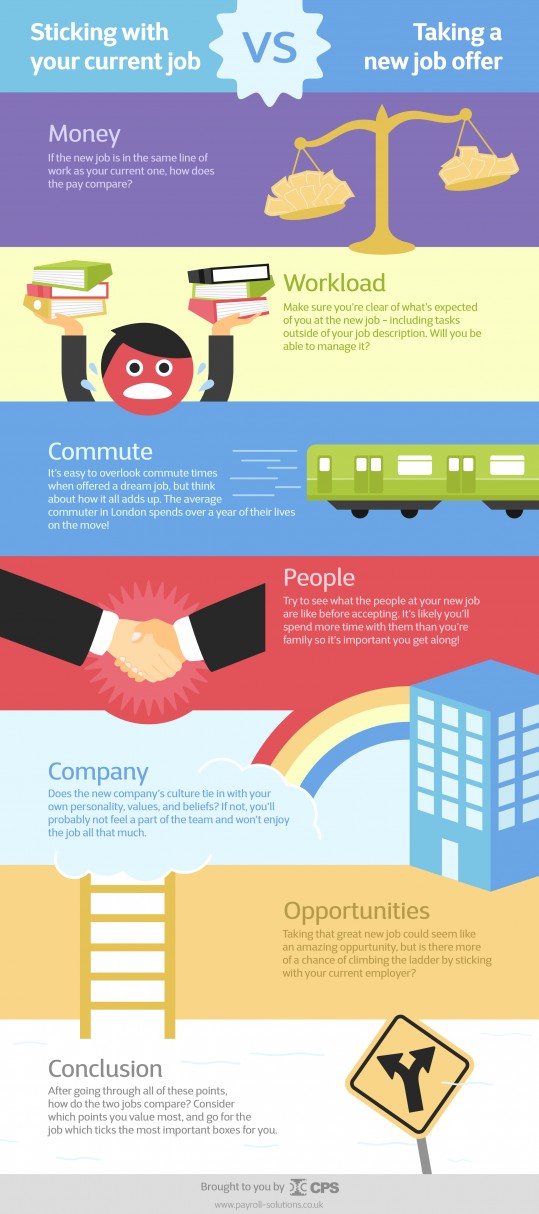 Sticking with
your current job
VS
Taking a
new job offer
Money
If the new job is in the same line of
work as your current one, how does
the pay compare?
Workload
Make sure you're clear of what's expected
of you at the new job - including tasks
outside of your job description. Will you be
able to manage it?
Commute
It's easy to overlook commute times
when offered a dream job, but think
about how it all adds up. The average
commuter in London spends over a year of their lives
on the move!
People
Try to see what the people at your new job
are like before accepting. It's likely you'll
spend more time with them than you're
family so it's important you get along!
Company
Does the new company's culture tie in with your
own personality, values, and beliefs? If not, you'll
probably not feel a part of the team and won't enjoy
the job all that much.
Opportunities
Taking that great new job could seem like
an amazing oppurtunity, but is there more
of a chance of climbing the ladder by sticking
with your current employer?
Conclusion
After going through all of these points,
how do the two jobs compare? Consider
which points you value most, and go for the
job which ticks the most important boxes for you.
Brought to you by CPS
www.payroll-solutions.co.uk